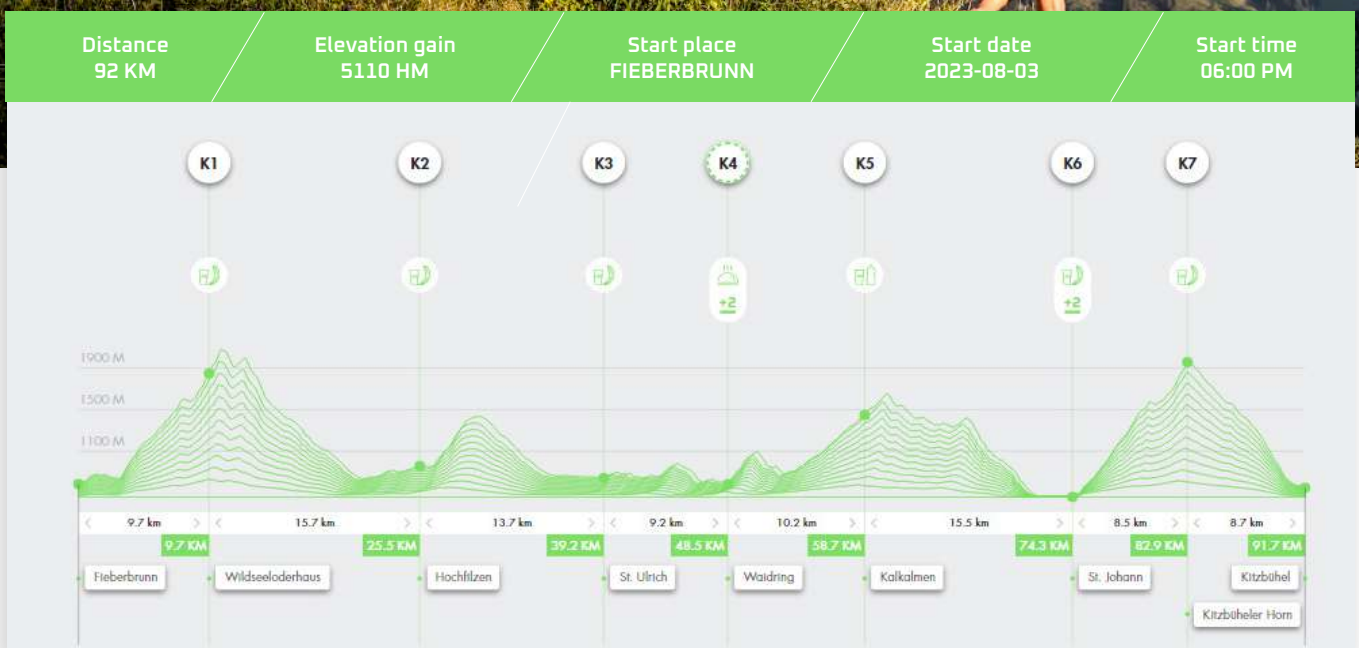 Distance
92 KM
Elevation gain
5110 HM
Start place
FIEBERBRUNN
Start date
2023-08-03
Start time
06:00 PM
K1 K2 K3 K4 K5 K6 K7
+2 +2
1900 M
1500 M
1100 M
9.7 km 15.7 km 13.7 km 9.2 km 10.2 km 15.5 km 8.5 km 8.7 km
9.7 KM 25.5 KM 39.2 KM 48.5 KM 58.7 KM 74.3 KM 82.9 KM 91.7 KM
Fieberbrunn Wildseeloderhaus Hochfilzen St. Ulrich Waidring Kalkalmen St. Johann Kitzbühel
Kitzbüheler Horn